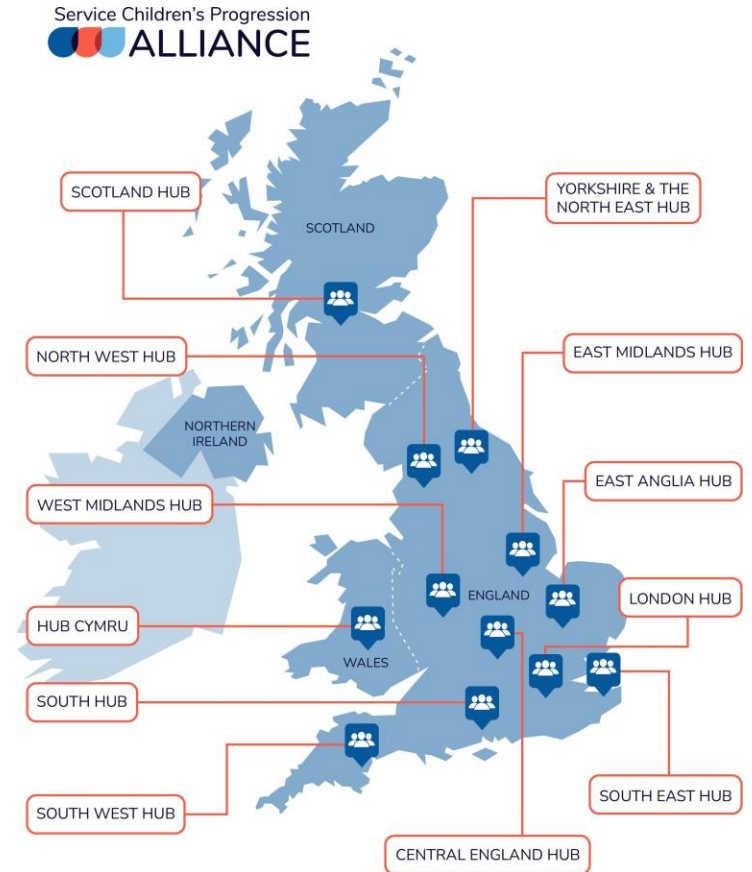 Service Children's Progression
ALLIANCE
SCOTLAND HUB
YORKSHIRE & THE
NORTH EAST HUB
SCOTLAND
NORTH WEST HUB
EAST MIDLANDS HUB
NORTHERN
IRELAND
EAST ANGLIA HUB
WEST MIDLANDS HUB
ENGLAND
LONDON HUB
HUB CYMRU
WALES
SOUTH HUB
SOUTH EAST HUB
SOUTH WEST HUB
CENTRAL ENGLAND HUB